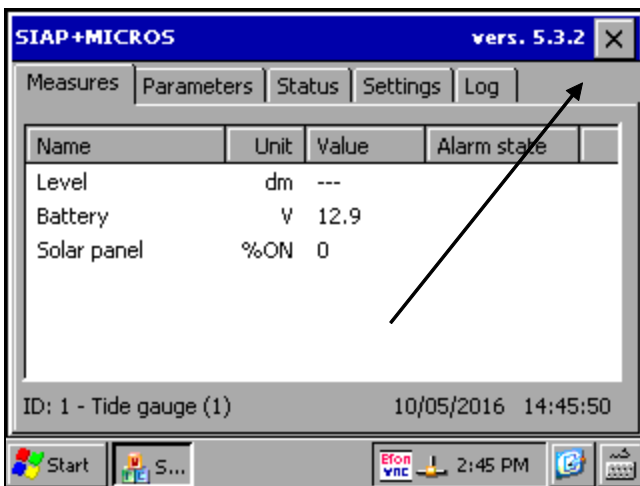 SIAP+MICROS vers. 5.3.2
Measures Parameters Status Settings Log
Name Unit Value Alarm state
Level dm ---
Battery V 12.9
Solar panel %ON 0
ID: 1 - Tide gauge (1) 10/05/2016 14:45:50
Start S... Efon VNC 2:45 PM